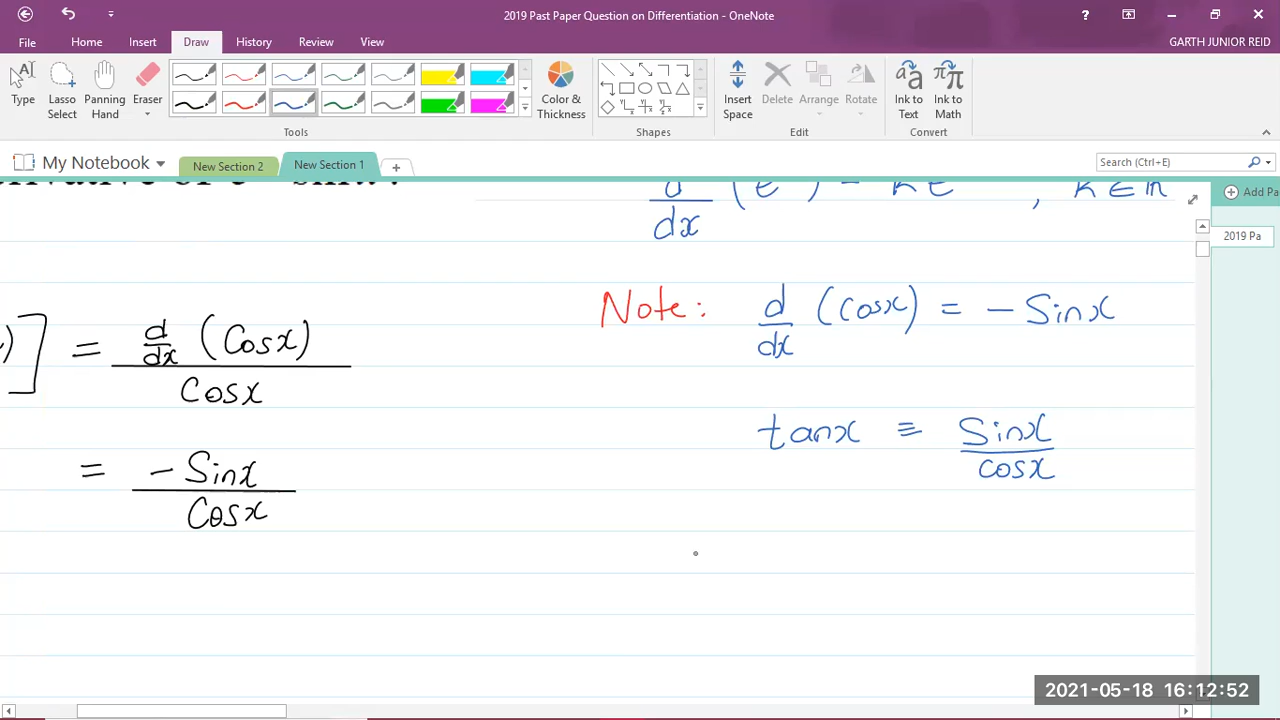 2019 Past Paper Question on Differentiation - OneNote
File Home Insert Draw History Review View GARTH JUNIOR REID
Type Lasso Select Panning Hand Eraser Color & Thickness Insert Space Delete Arrange Rotate Ink to Text Ink to Math
Tools Shapes Edit Convert
My Notebook New Section 2 New Section 1 Search (Ctrl+E)
Add Pa
2019 Pa
d/dx (e ) = Ke , K ∈ ℝ
Note: d/dx (Cosx) = - Sinx
] = d/dx (Cosx) / Cosx
tanx ≡ Sinx / cosx
= - Sinx / Cosx
2021-05-18 16:12:52